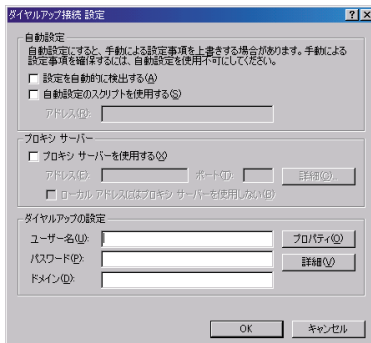 ダイヤルアップ接続 設定
自動設定
自動設定にすると、手動による設定事項を上書きする場合があります。手動による
設定事項を確保するには、自動設定を使用不可にしてください。
設定を自動的に検出する(A)
自動設定のスクリプトを使用する(S)
アドレス(R):
プロキシ サーバー
プロキシ サーバーを使用する(X)
アドレス(E): ポート(T): 詳細(C)...
ローカル アドレスにはプロキシ サーバーを使用しない(B)
ダイヤルアップの設定
ユーザー名(U): プロパティ(O)
パスワード(P): 詳細(V)
ドメイン(D):
OK キャンセル